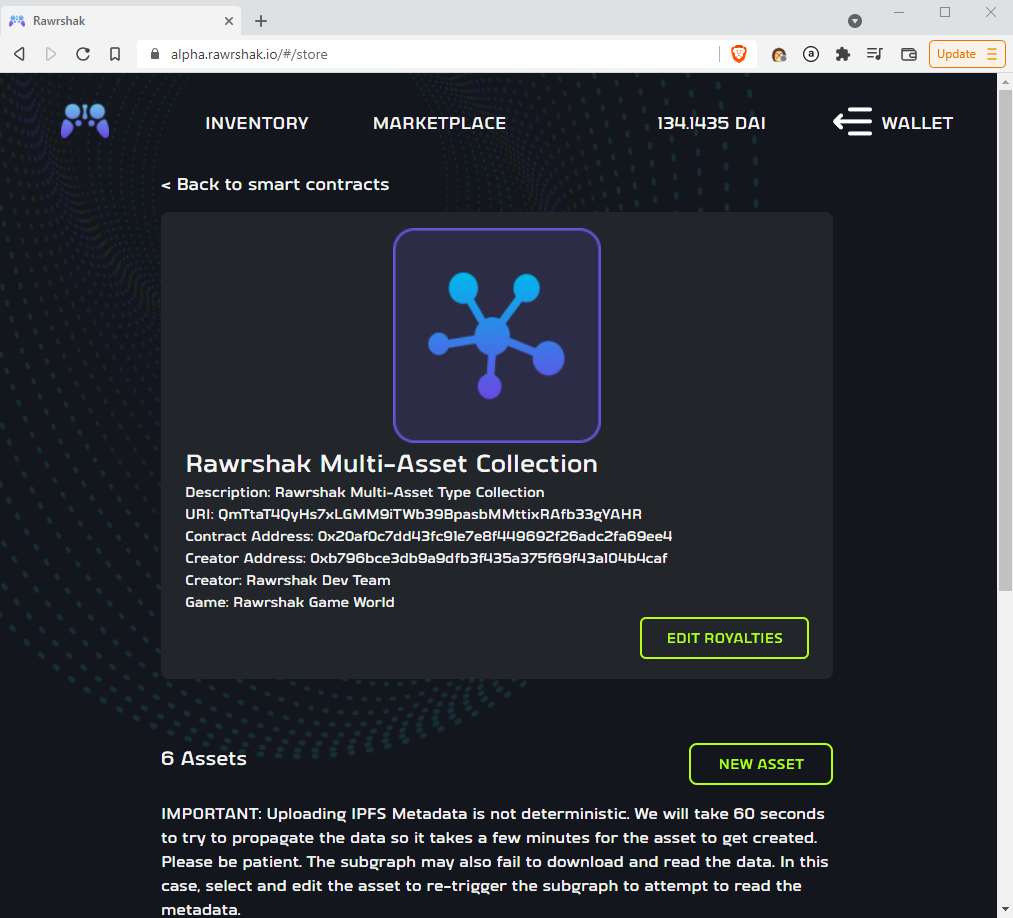 Rawrshak
alpha.rawrshak.io/#/store
Update
INVENTORY
MARKETPLACE
134.1435 DAI
WALLET
< Back to smart contracts
Rawrshak Multi-Asset Collection
Description: Rawrshak Multi-Asset Type Collection
URI: QmTtaT4QyHs7xLGMM9iTWb39BpasbMMttixRAfb33gYAHR
Contract Address: 0x20af0c7dd43fc91e7e8f449692f26adc2fa69ee4
Creator Address: 0xb796bce3db9a9dfb3f435a375f69f43a104b4caf
Creator: Rawrshak Dev Team
Game: Rawrshak Game World
EDIT ROYALTIES
6 Assets
NEW ASSET
IMPORTANT: Uploading IPFS Metadata is not deterministic. We will take 60 seconds
to try to propagate the data so it takes a few minutes for the asset to get created.
Please be patient. The subgraph may also fail to download and read the data. In this
case, select and edit the asset to re-trigger the subgraph to attempt to read the
metadata.